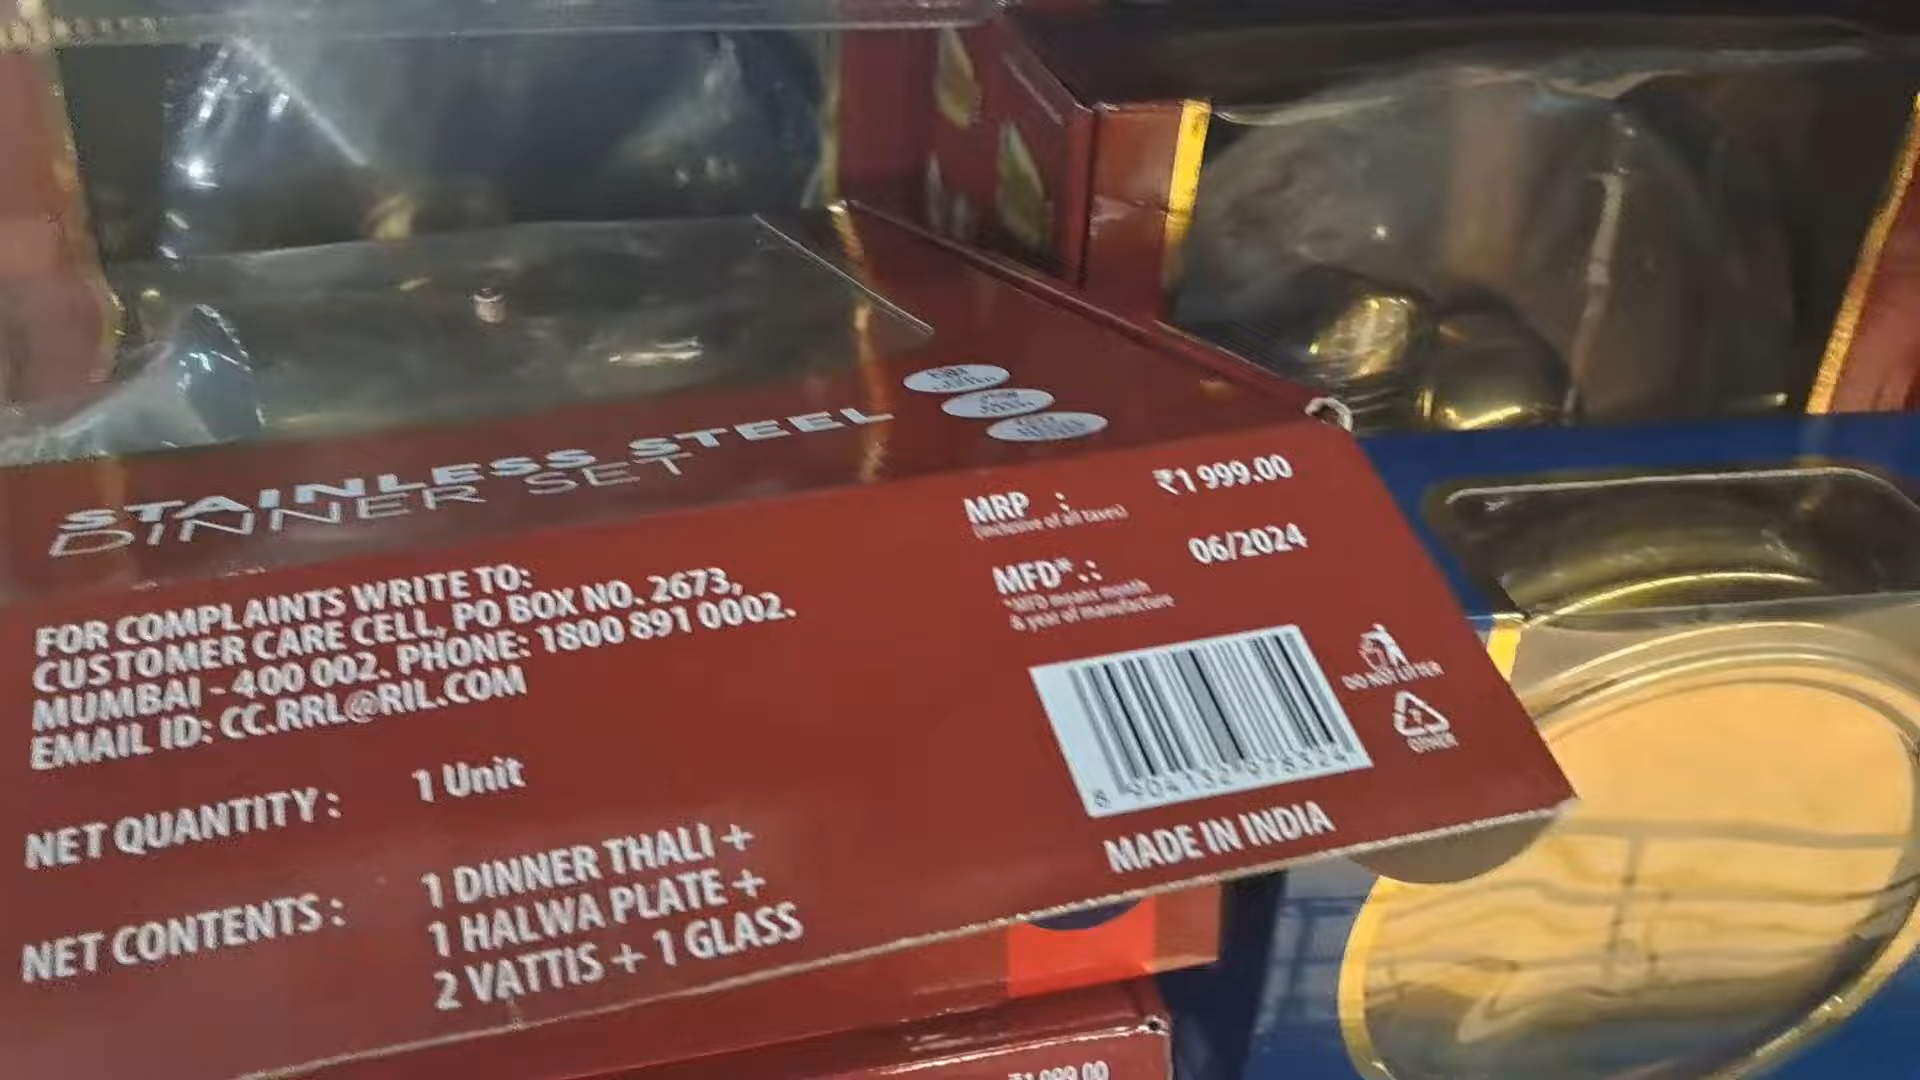 STAINLESS STEEL
DINNER SET
FOR COMPLAINTS WRITE TO:
CUSTOMER CARE CELL, PO BOX NO. 2673,
MUMBAI - 400 002. PHONE: 1800 891 0002.
EMAIL ID: CC.RRL@RIL.COM
NET QUANTITY : 1 Unit
NET CONTENTS : 1 DINNER THALI +
1 HALWA PLATE +
2 VATTIS + 1 GLASS
MRP : ₹1 999.00
(Inclusive of all taxes)
MFD* : 06/2024
*MFD means month
& year of manufacture
DO NOT LITTER
OTHER
MADE IN INDIA
₹1 999.00